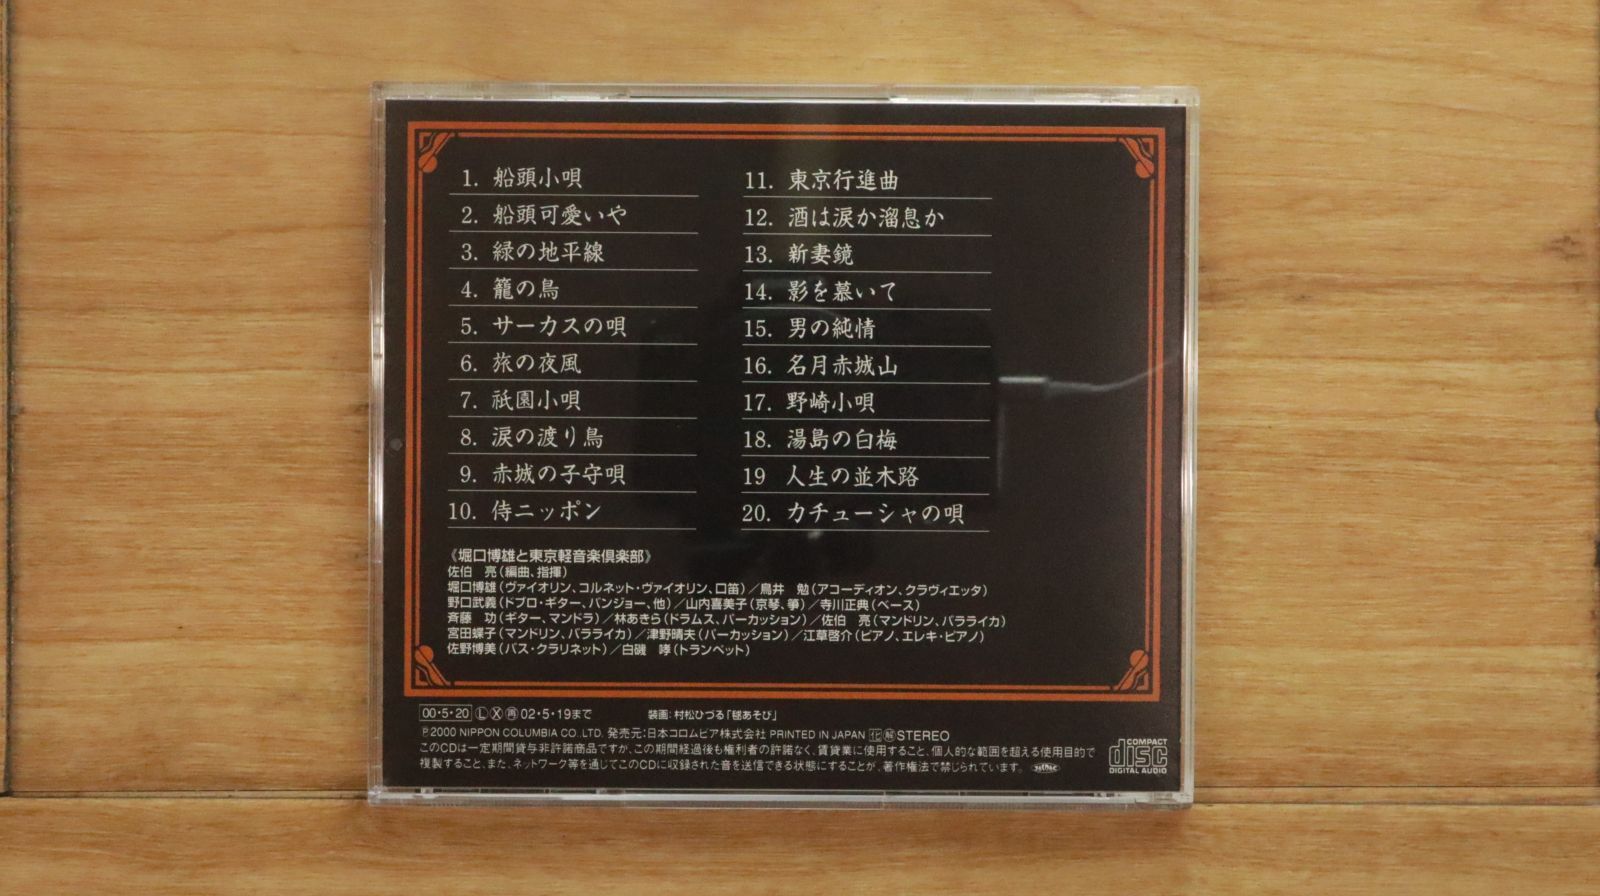 1. 船頭小唄
2. 船頭可愛いや
3. 緑の地平線
4. 籠の鳥
5. サーカスの唄
6. 旅の夜風
7. 祇園小唄
8. 涙の渡り鳥
9. 赤城の子守唄
10. 侍ニッポン
11. 東京行進曲
12. 酒は涙か溜息か
13. 新妻鏡
14. 影を慕いて
15. 男の純情
16. 名月赤城山
17. 野崎小唄
18. 湯島の白梅
19 人生の並木路
20. カチューシャの唄
《堀口博雄と東京軽音楽倶楽部》
佐伯 亮(編曲、指揮)
堀口博雄(ヴァイオリン、コルネット・ヴァイオリン、口笛)/鳥井 勉(アコーディオン、クラヴィエッタ)
野口武義(ドブロ・ギター、バンジョー、他)/山内喜美子(京琴、箏)/寺川正典(ベース)
斉藤 功(ギター、マンドラ)/林あきら(ドラムス、パーカッション)/佐伯 亮(マンドリン、バラライカ)
宮田蝶子(マンドリン、バラライカ)/津野晴夫(パーカッション)/江草啓介(ピアノ、エレキ・ピアノ)
佐野博美(バス・クラリネット)/白磯 哮(トランペット)
00・5・20 Ⓛ Ⓧ ㊢02・5・19まで 装画:村松ひづる「毬あそび」
℗2000 NIPPON COLUMBIA CO.,LTD. 発売元:日本コロムビア株式会社 PRINTED IN JAPAN STEREO
このCDは一定期間貸与非許諾商品ですが、この期間経過後も権利者の許諾なく、賃貸業に使用すること、個人的な範囲を超える使用目的で
複製すること、また、ネットワーク等を通じてこのCDに収録された音を送信できる状態にすることが、著作権法で禁じられています。
COMPACT
disc
DIGITAL AUDIO